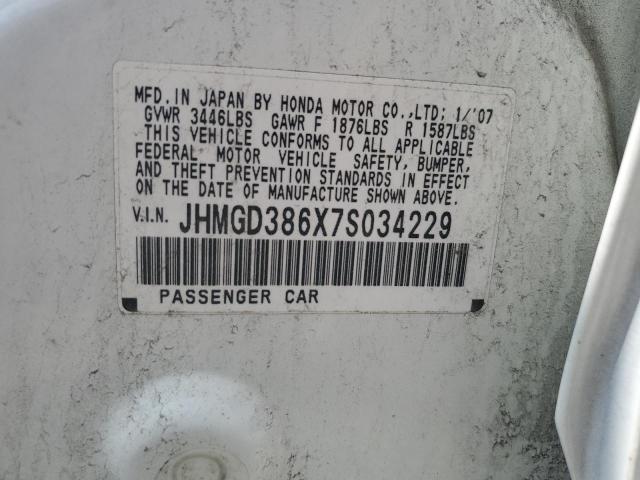 MFD.IN JAPAN BY HONDA MOTOR CO.,LTD; 1/'07
GVWR 3446LBS GAWR F 1876LBS R 1587LBS
THIS VEHICLE CONFORMS TO ALL APPLICABLE
FEDERAL MOTOR VEHICLE SAFETY, BUMPER,
AND THEFT PREVENTION STANDARDS IN EFFECT
ON THE DATE OF MANUFACTURE SHOWN ABOVE.
V.I.N. JHMGD386X7S034229
PASSENGER CAR